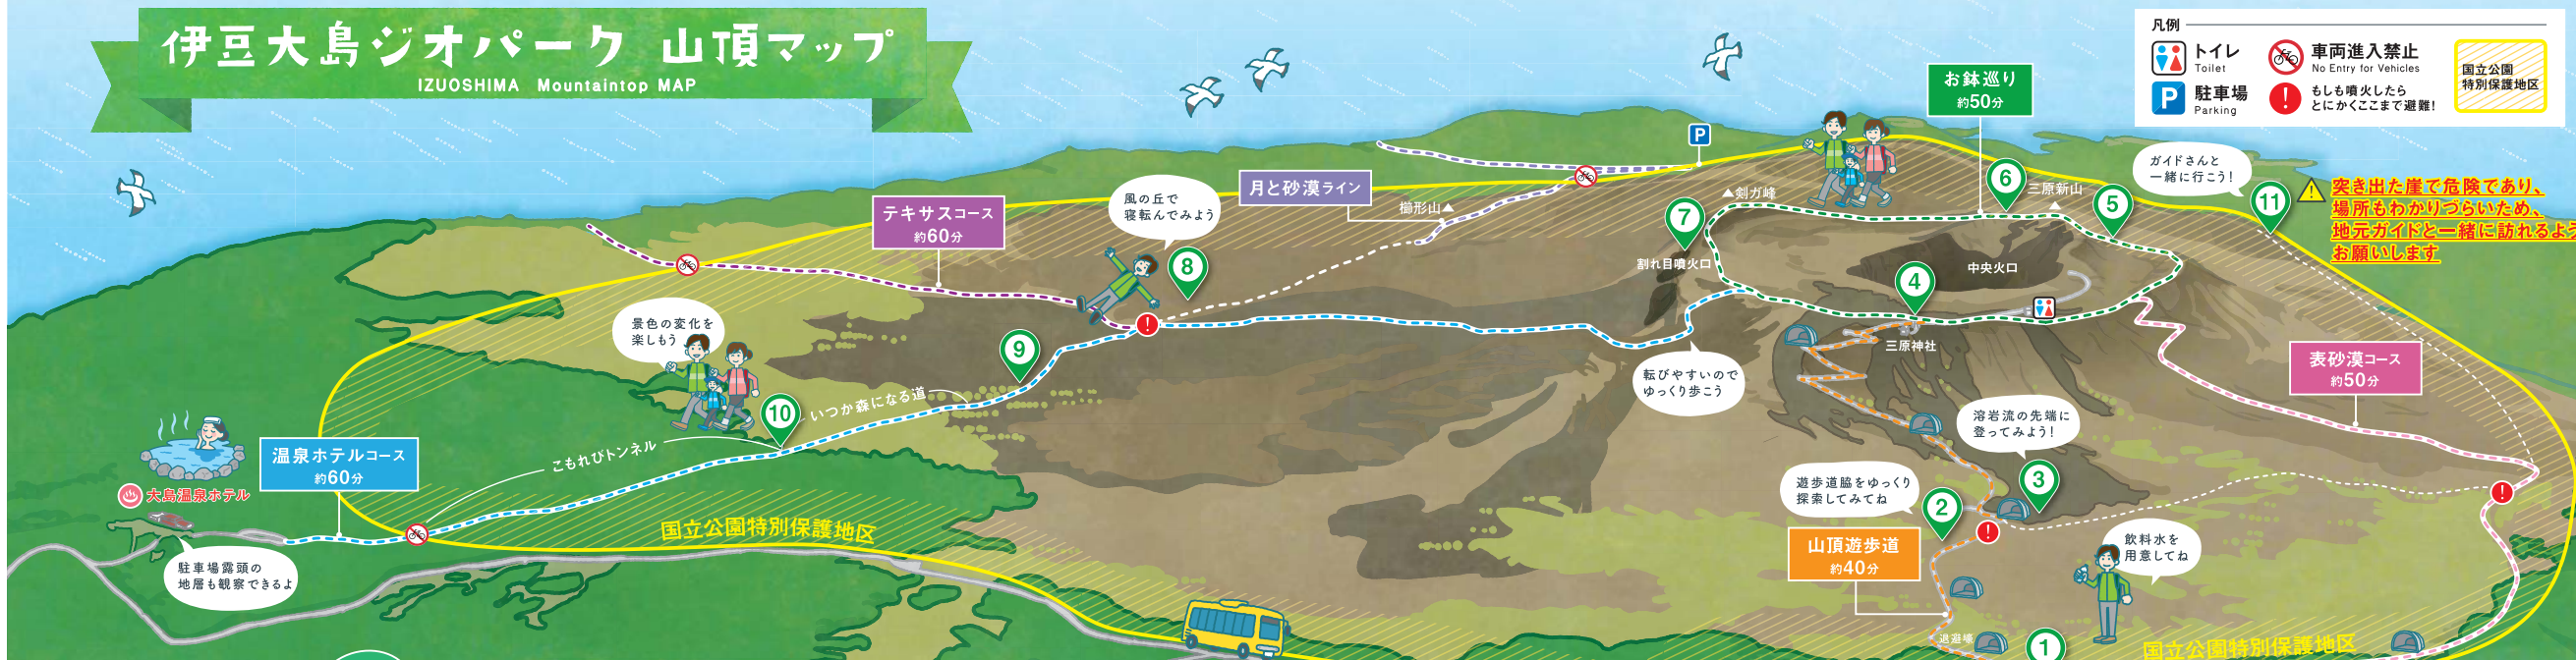 伊豆大島ジオパーク 山頂マップ
IZUOSHIMA Mountaintop MAP
凡例
トイレ
Toilet
車両進入禁止
No Entry for Vehicles
駐車場
Parking
もしも噴火したら
とにかくここまで避難!
国立公園
特別保護地区
お鉢巡り
約50分
ガイドさんと
一緒に行こう!
突き出た崖で危険であり、
場所もわかりづらいため、
地元ガイドと一緒に訪れるよう
お願いします
P
月と砂漠ライン
櫛形山
テキサスコース
約60分
風の丘で
寝転んでみよう
剣ガ峰
三原新山
6
5
11
7
8
割れ目噴火口
中央火口
4
三原神社
景色の変化を
楽しもう
9
10
いつか森になる道
こもれびトンネル
転びやすいので
ゆっくり歩こう
表砂漠コース
約50分
溶岩流の先端に
登ってみよう!
温泉ホテルコース
約60分
大島温泉ホテル
駐車場露頭の
地層も観察できるよ
国立公園特別保護地区
遊歩道脇をゆっくり
探索してみてね
2
3
山頂遊歩道
約40分
飲料水を
用意してね
退避壕
1
国立公園特別保護地区